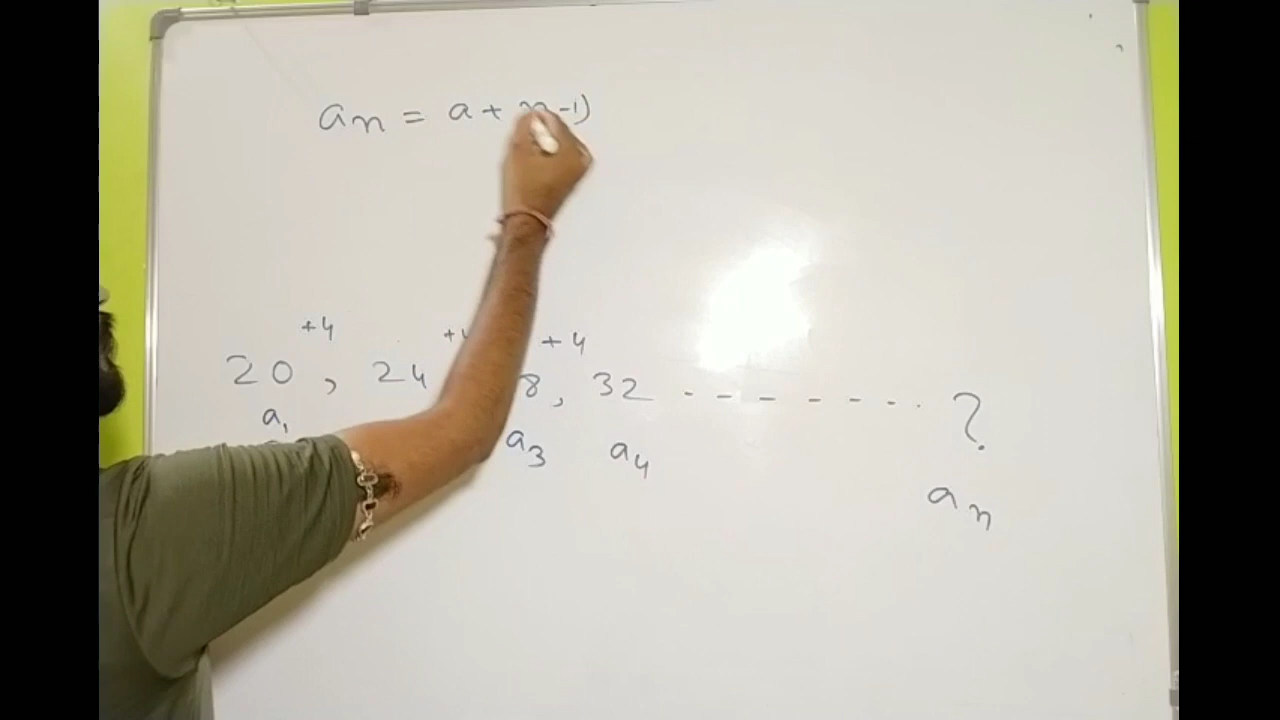 an = a + n-1)
+4 + 4
20 , 24 8, 32 - - - - - - - ?
a1 a3 a4 an